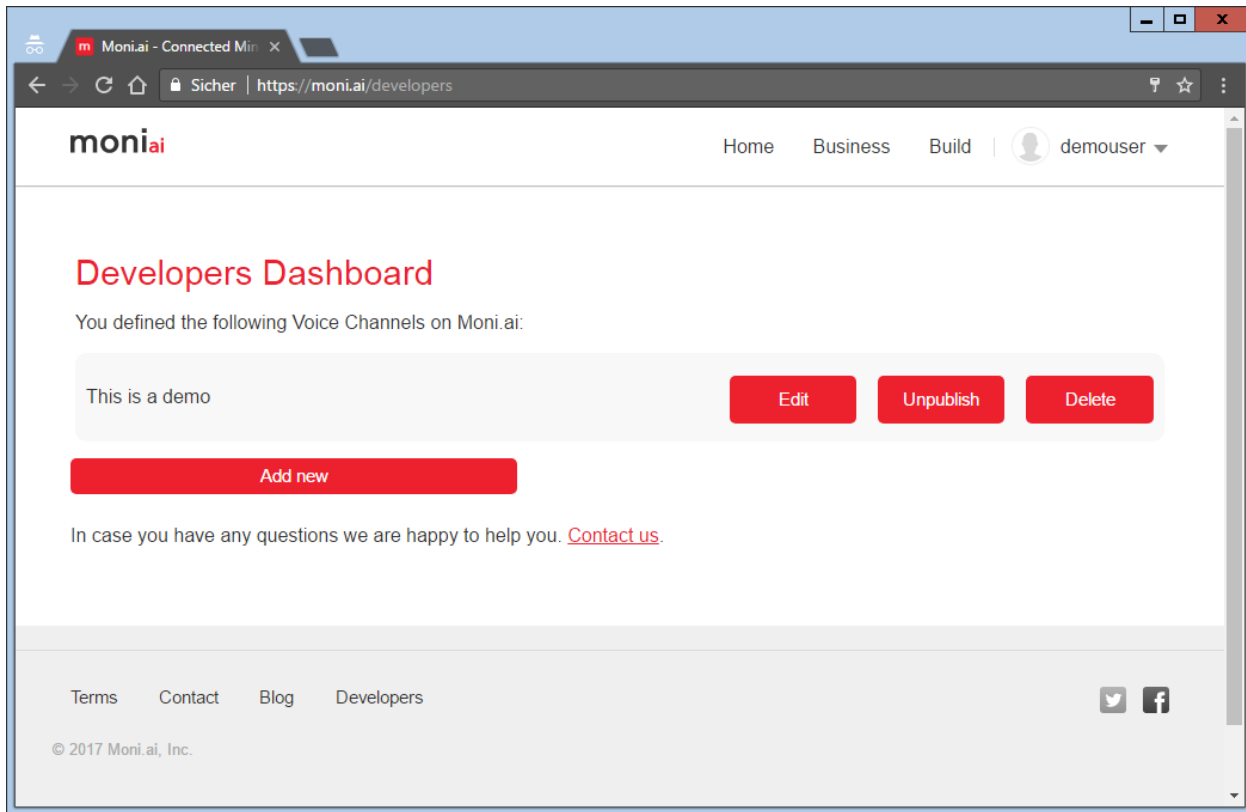 m Moni.ai - Connected Min
Sicher https://moni.ai/developers
moniai Home Business Build demouser
Developers Dashboard
You defined the following Voice Channels on Moni.ai:
This is a demo Edit Unpublish Delete
Add new
In case you have any questions we are happy to help you. Contact us.
Terms Contact Blog Developers
© 2017 Moni.ai, Inc.